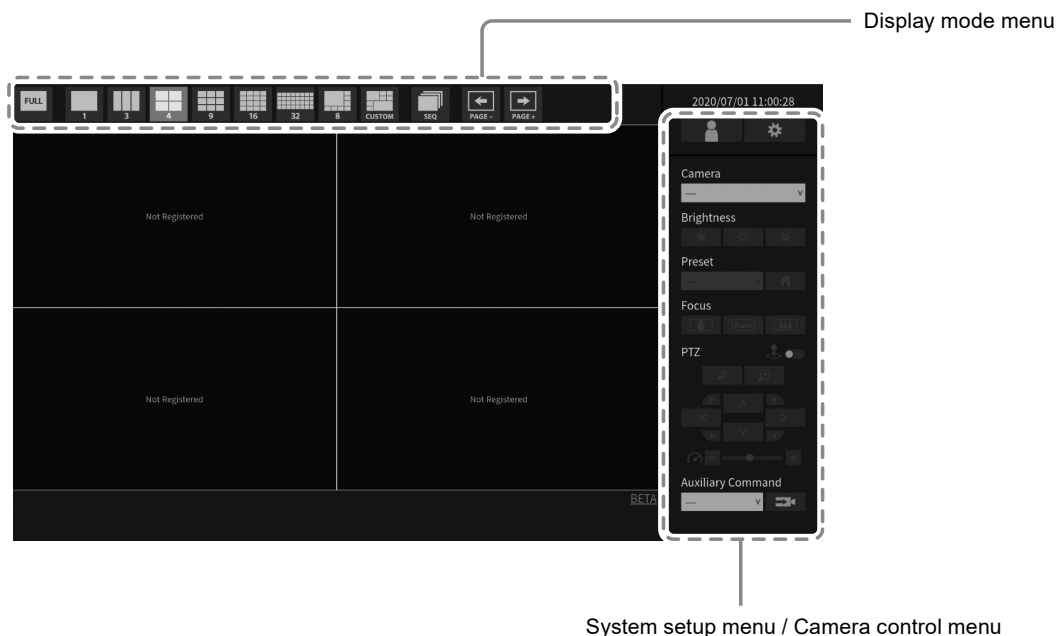 Display mode menu
FULL 1 3 4 9 16 32 8 CUSTOM SEQ PAGE - PAGE +
2020/07/01 11:00:28
Camera
---- v
Not Registered Not Registered
Brightness
Preset
----
Focus
Auto
PTZ
Not Registered Not Registered
Auxiliary Command
---- v
BETA
System setup menu / Camera control menu